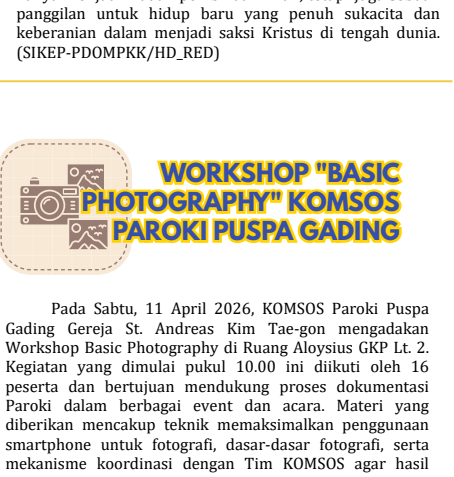 panggilan untuk hidup baru yang penuh sukacita dan
keberanian dalam menjadi saksi Kristus di tengah dunia.
(SIKEP-PDOMPKK/HD_RED)
WORKSHOP "BASIC
PHOTOGRAPHY" KOMSOS
PAROKI PUSPA GADING
Pada Sabtu, 11 April 2026, KOMSOS Paroki Puspa
Gading Gereja St. Andreas Kim Tae-gon mengadakan
Workshop Basic Photography di Ruang Aloysius GKP Lt. 2.
Kegiatan yang dimulai pukul 10.00 ini diikuti oleh 16
peserta dan bertujuan mendukung proses dokumentasi
Paroki dalam berbagai event dan acara. Materi yang
diberikan mencakup teknik memaksimalkan penggunaan
smartphone untuk fotografi, dasar-dasar fotografi, serta
mekanisme koordinasi dengan Tim KOMSOS agar hasil